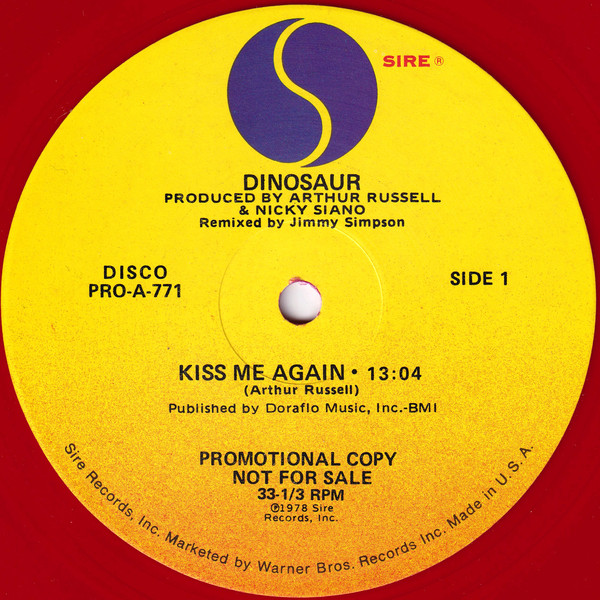 SIRE ®
DINOSAUR
PRODUCED BY ARTHUR RUSSELL
& NICKY SIANO
Remixed by Jimmy Simpson
DISCO
PRO-A-771
SIDE 1
KISS ME AGAIN • 13:04
(Arthur Russell)
Published by Doraflo Music, Inc.-BMI
PROMOTIONAL COPY
NOT FOR SALE
33-1/3 RPM
℗1978 Sire
Records, Inc.
Sire Records, Inc. Marketed by Warner Bros. Records Inc. Made in U.S.A.